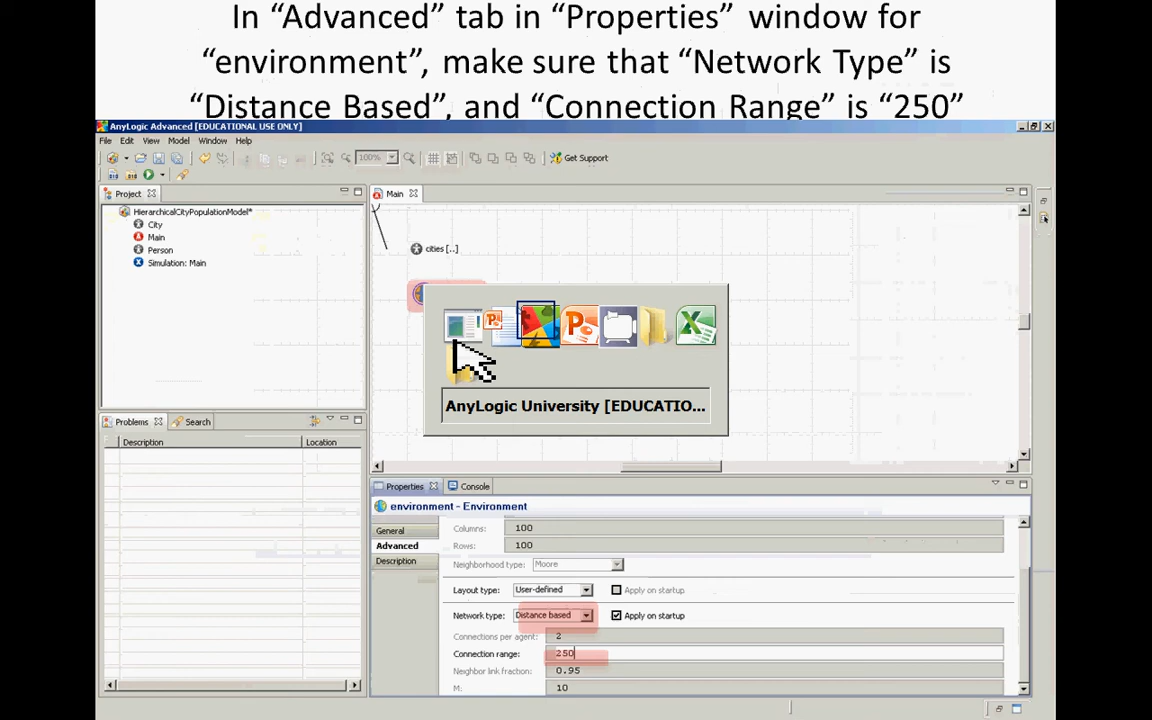 In “Advanced” tab in “Properties” window for
“environment”, make sure that “Network Type” is
“Distance Based”, and “Connection Range” is “250”
AnyLogic Advanced [EDUCATIONAL USE ONLY]
File Edit View Model Window Help
100% Get Support
Project
HierarchicalCityPopulationModel*
City
Main
Person
Simulation: Main
Main
cities [..]
AnyLogic University [EDUCATIO...
Problems Search
Description Location
Properties Console
environment - Environment
General
Advanced
Description
Columns: 100
Rows: 100
Neighborhood type: Moore
Layout type: User-defined Apply on startup
Network type: Distance based Apply on startup
Connections per agent: 2
Connection range: 250
Neighbor link fraction: 0.95
M: 10